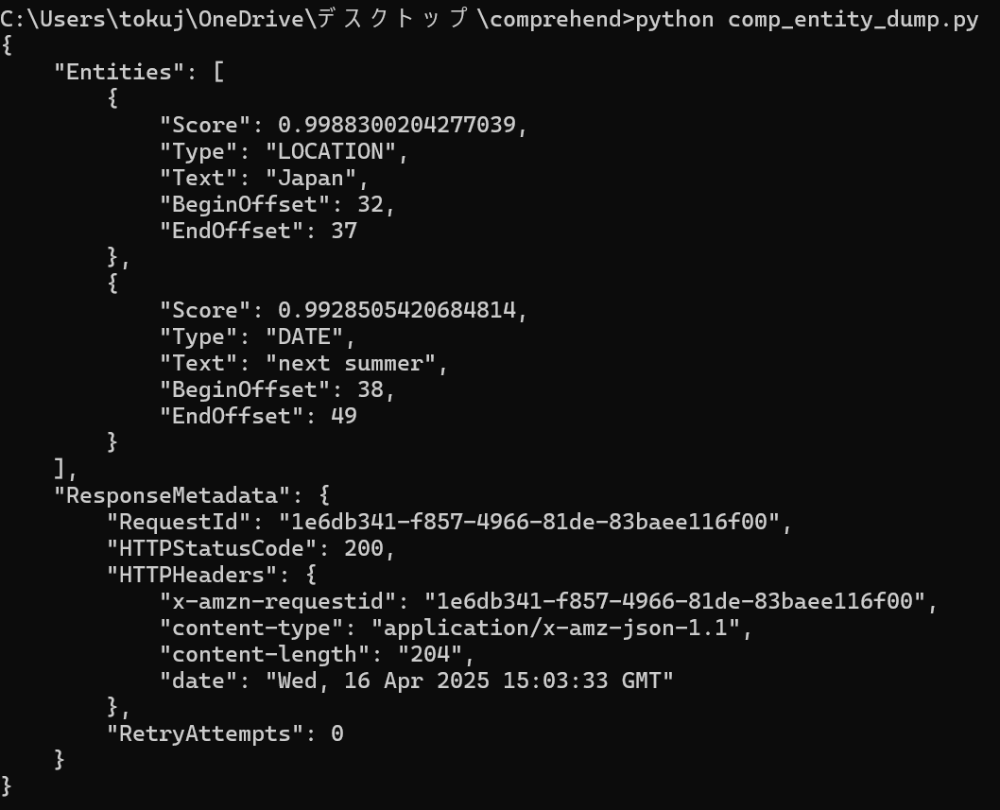 C:\Users\tokuj\OneDrive\デスクトップ\comprehend>python comp_entity_dump.py
{
    "Entities": [
        {
            "Score": 0.9988300204277039,
            "Type": "LOCATION",
            "Text": "Japan",
            "BeginOffset": 32,
            "EndOffset": 37
        },
        {
            "Score": 0.9928505420684814,
            "Type": "DATE",
            "Text": "next summer",
            "BeginOffset": 38,
            "EndOffset": 49
        }
    ],
    "ResponseMetadata": {
        "RequestId": "1e6db341-f857-4966-81de-83baee116f00",
        "HTTPStatusCode": 200,
        "HTTPHeaders": {
            "x-amzn-requestid": "1e6db341-f857-4966-81de-83baee116f00",
            "content-type": "application/x-amz-json-1.1",
            "content-length": "204",
            "date": "Wed, 16 Apr 2025 15:03:33 GMT"
        },
        "RetryAttempts": 0
    }
}